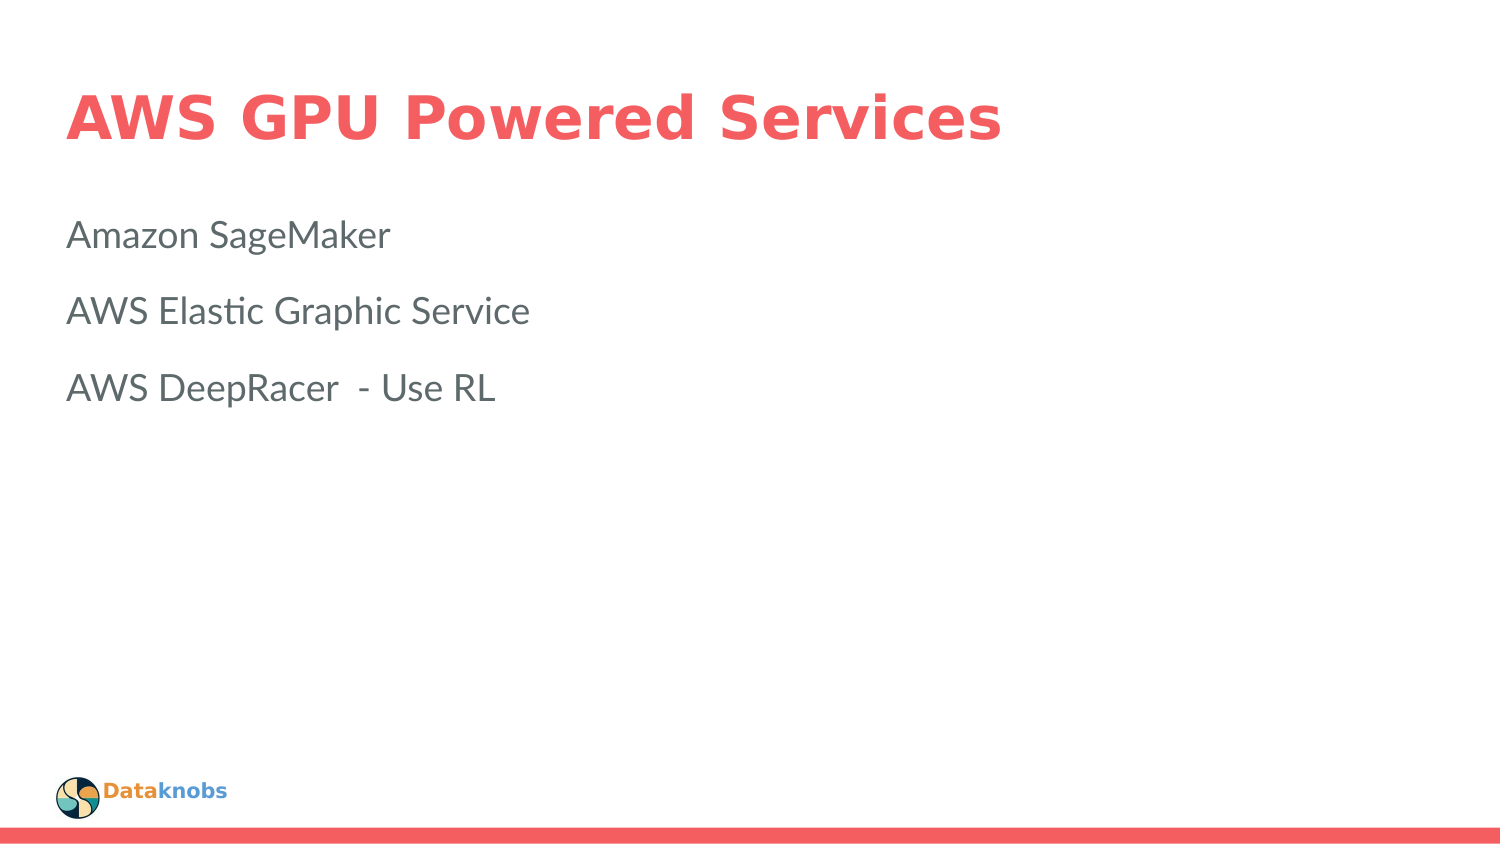 AWS GPU Powered Services
Amazon SageMaker
AWS Elastic Graphic Service
AWS DeepRacer  - Use RL
Dataknobs